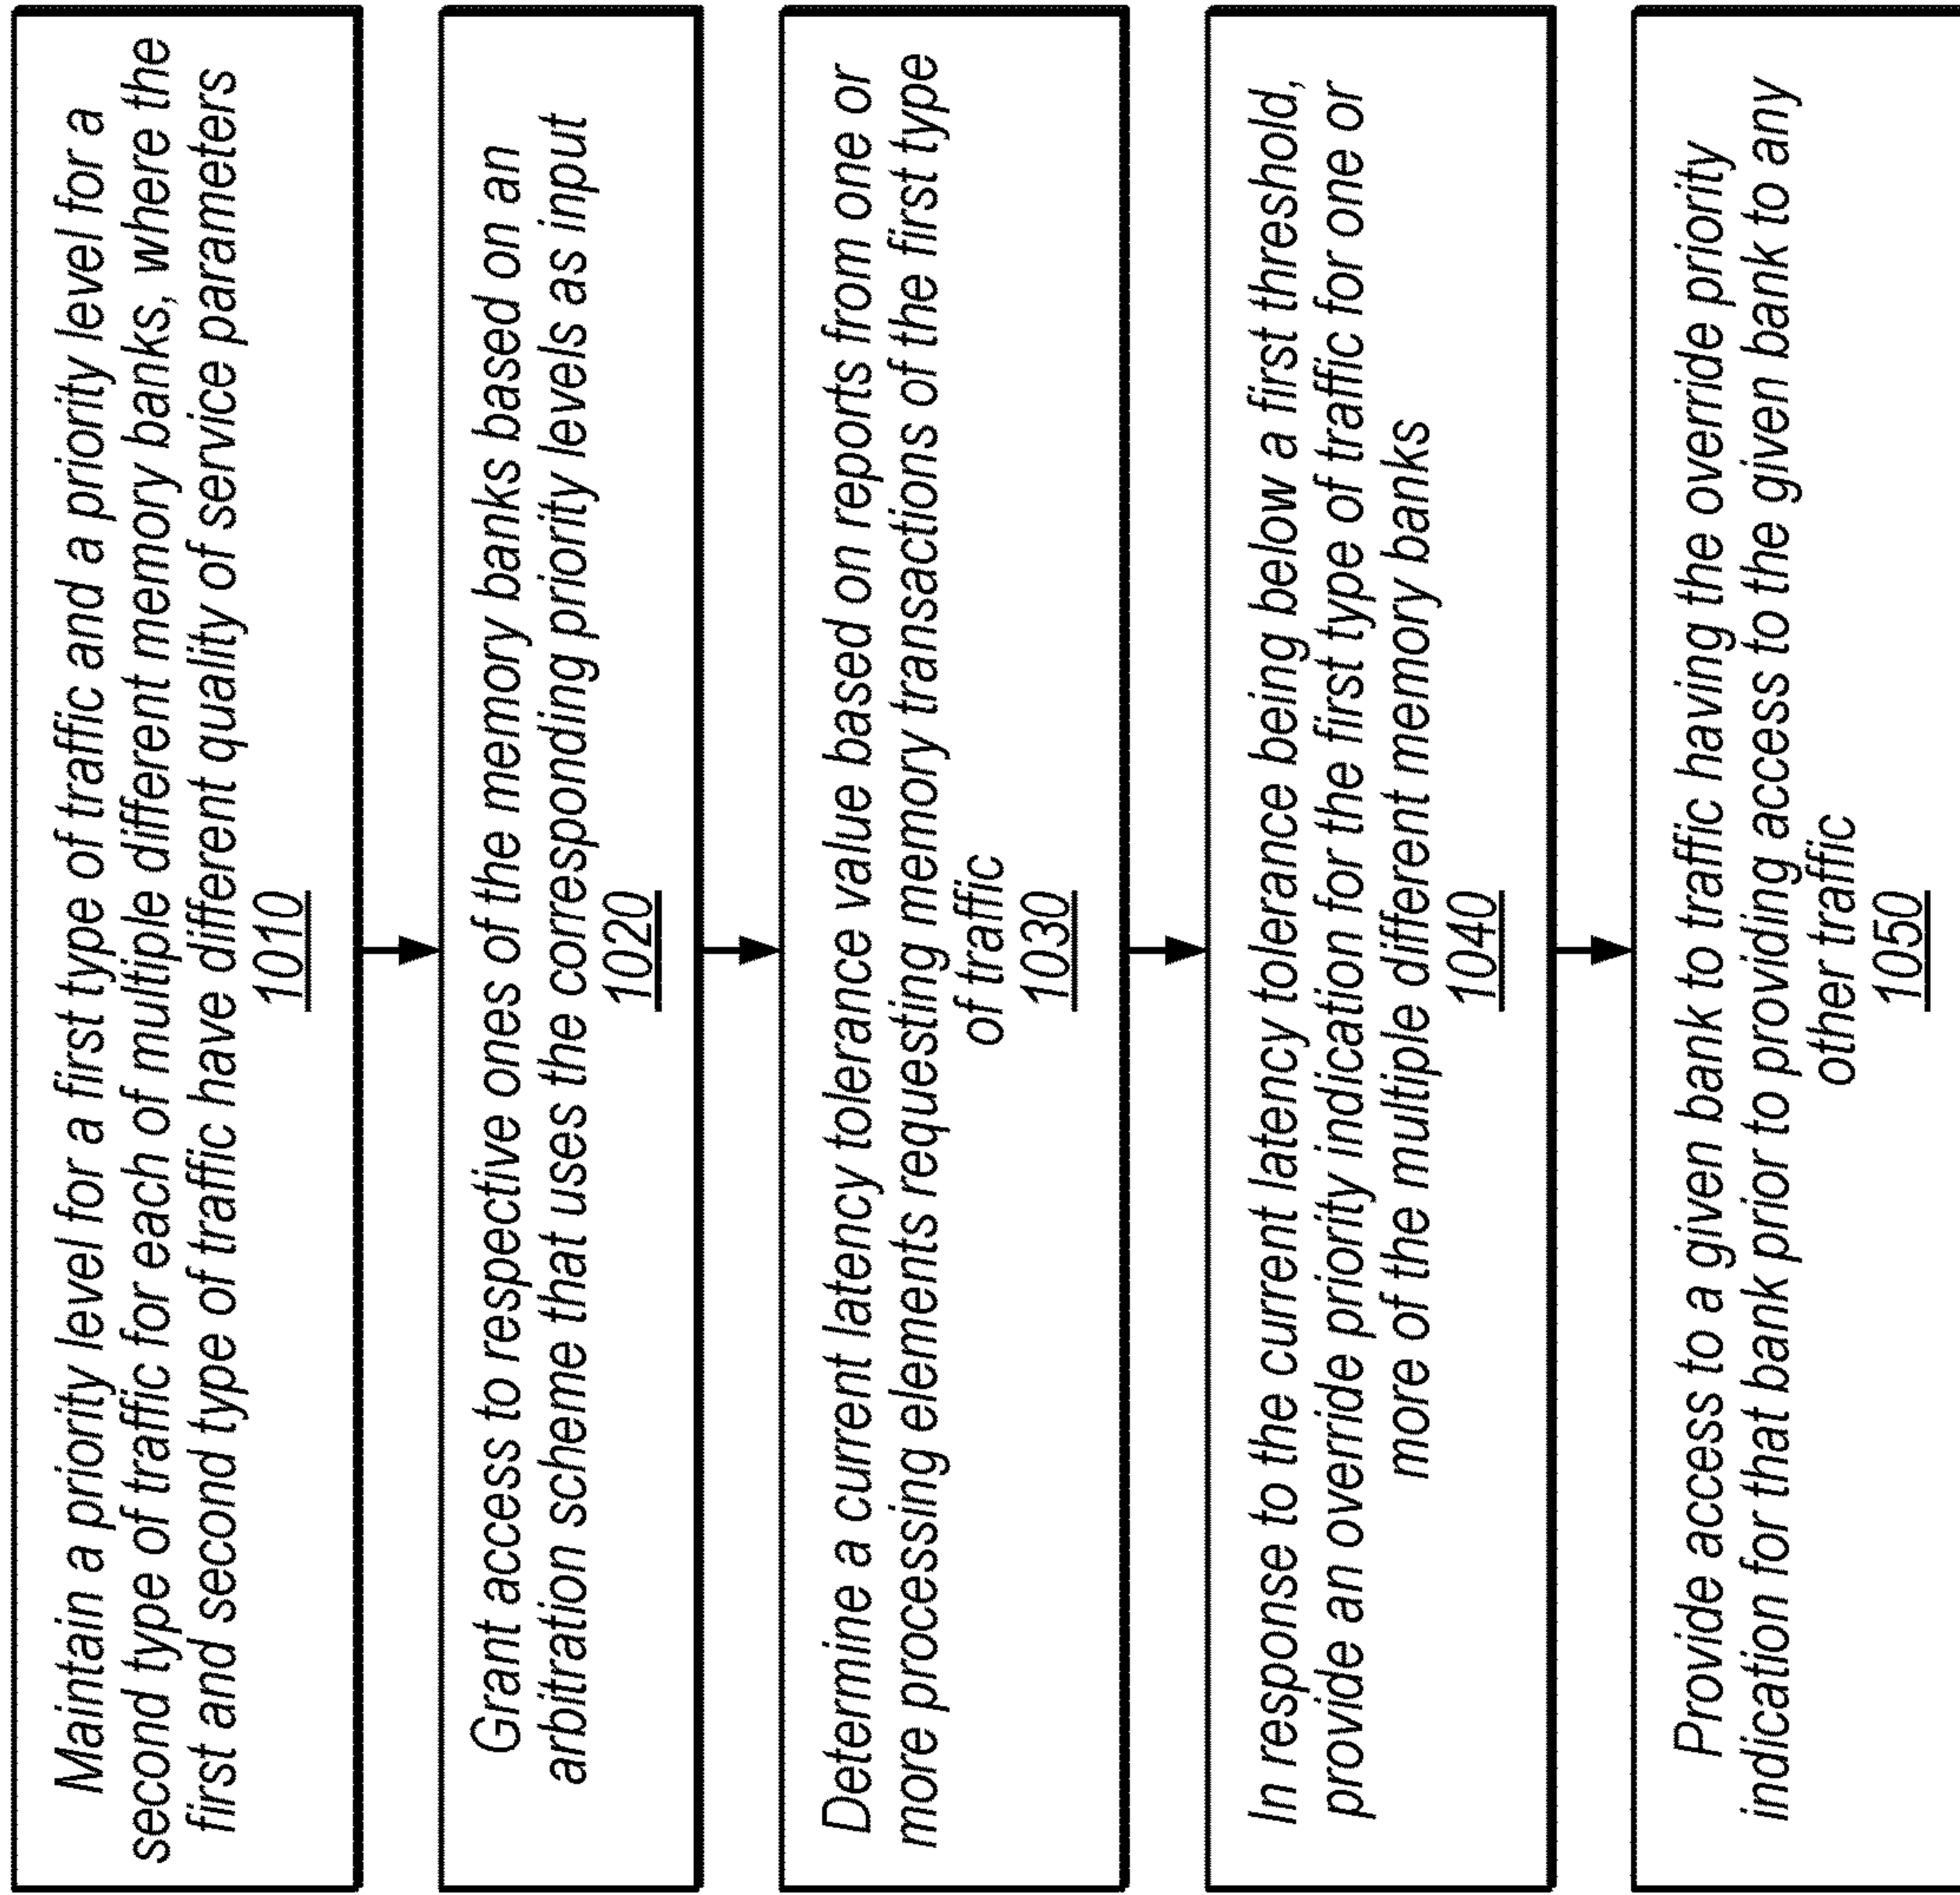 Maintain a priority level for a first type of traffic and a priority level for a
second type of traffic for each of multiple different memory banks, where the
first and second type of traffic have different quality of service parameters
1010
Grant access to respective ones of the memory banks based on an
arbitration scheme that uses the corresponding priority levels as input
1020
Determine a current latency tolerance value based on reports from one or
more processing elements requesting memory transactions of the first type
of traffic
1030
In response to the current latency tolerance being below a first threshold,
provide an override priority indication for the first type of traffic for one or
more of the multiple different memory banks
1040
Provide access to a given bank to traffic having the override priority
indication for that bank prior to providing access to the given bank to any
other traffic
1050